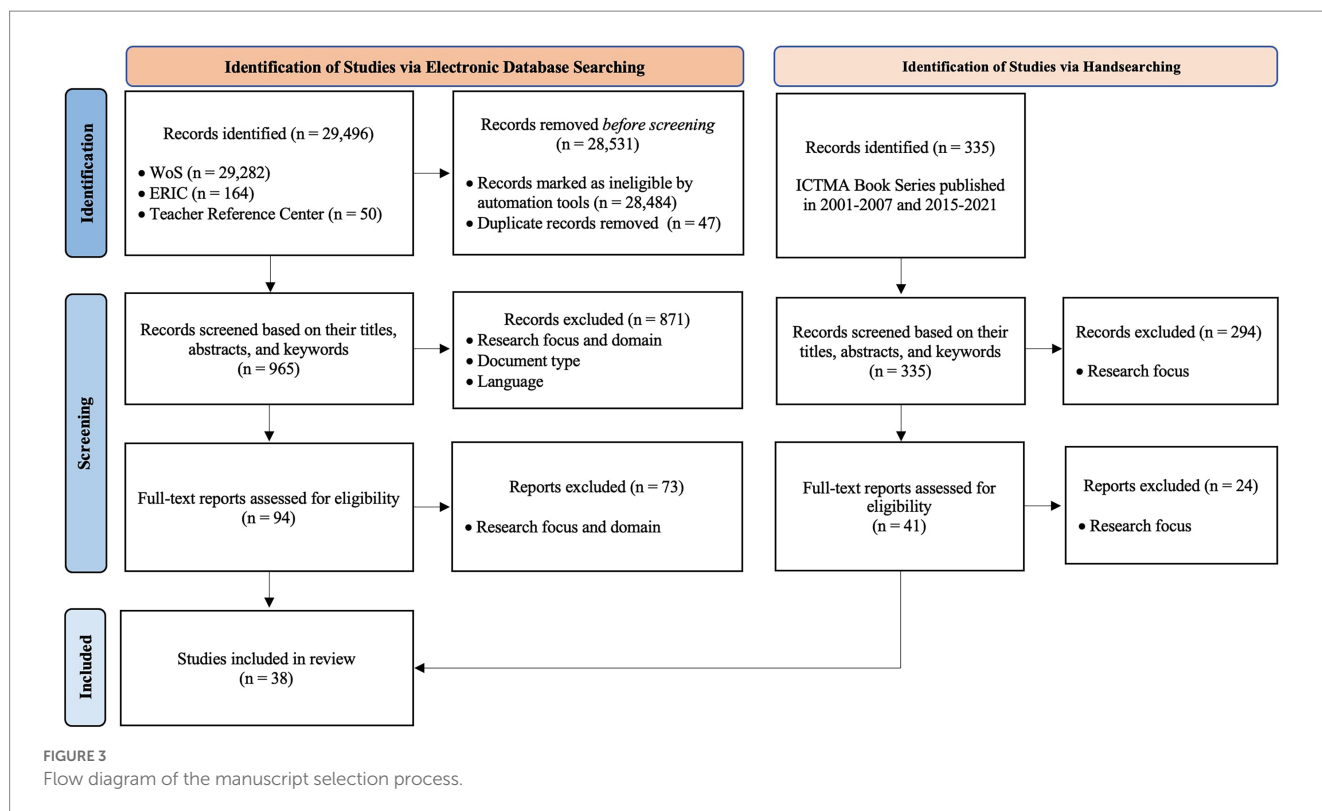 Identification of Studies via Electronic Database Searching
Identification of Studies via Handsearching
Identification
Records identified (n = 29,496)
• WoS (n = 29,282)
• ERIC (n = 164)
• Teacher Reference Center (n = 50)
Records removed before screening
(n = 28,531)
• Records marked as ineligible by
automation tools (n = 28,484)
• Duplicate records removed (n = 47)
Records identified (n = 335)
ICTMA Book Series published
in 2001-2007 and 2015-2021
Screening
Records screened based on their titles,
abstracts, and keywords
(n = 965)
Records excluded (n = 871)
• Research focus and domain
• Document type
• Language
Records screened based on their
titles, abstracts, and keywords
(n = 335)
Records excluded (n = 294)
• Research focus
Full-text reports assessed for eligibility
(n = 94)
Reports excluded (n = 73)
• Research focus and domain
Full-text reports assessed for
eligibility
(n = 41)
Reports excluded (n = 24)
• Research focus
Included
Studies included in review
(n = 38)
FIGURE 3
Flow diagram of the manuscript selection process.